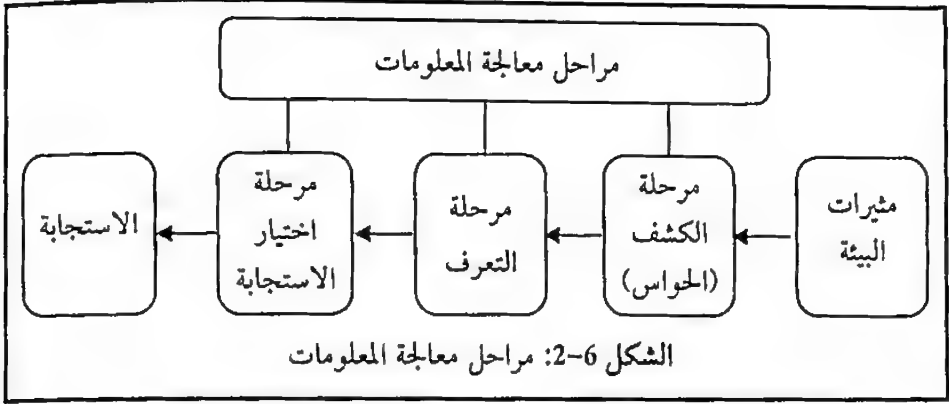 مراحل معالجة المعلومات
مثيرات
البيئة
مرحلة
الكشف
(الحواس)
مرحلة
التعرف
مرحلة
اختيار
الاستجابة
الاستجابة
الشكل 6-2: مراحل معالجة المعلومات